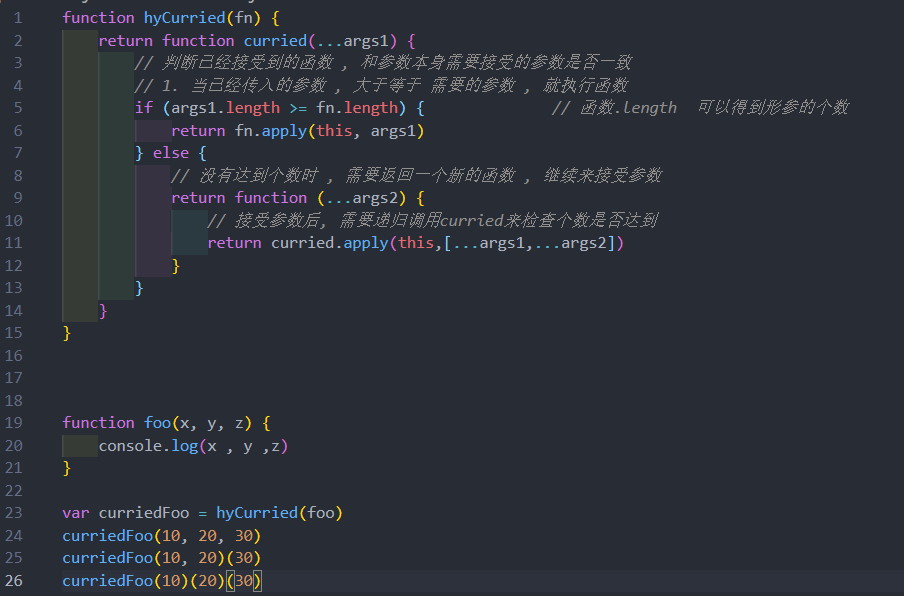 1 function hyCurried(fn) {
2 return function curried(...args1) {
3 // 判断已经接受到的函数 , 和参数本身需要接受的参数是否一致
4 // 1. 当已经传入的参数 , 大于等于 需要的参数 , 就执行函数
5 if (args1.length >= fn.length) { // 函数.length 可以得到形参的个数
6 return fn.apply(this, args1)
7 } else {
8 // 没有达到个数时 , 需要返回一个新的函数 , 继续来接受参数
9 return function (...args2) {
10 // 接受参数后, 需要递归调用curried来检查个数是否达到
11 return curried.apply(this,[...args1,...args2])
12 }
13 }
14 }
15 }
16
17
18
19 function foo(x, y, z) {
20 console.log(x , y ,z)
21 }
22
23 var curriedFoo = hyCurried(foo)
24 curriedFoo(10, 20, 30)
25 curriedFoo(10, 20)(30)
26 curriedFoo(10)(20)(30)